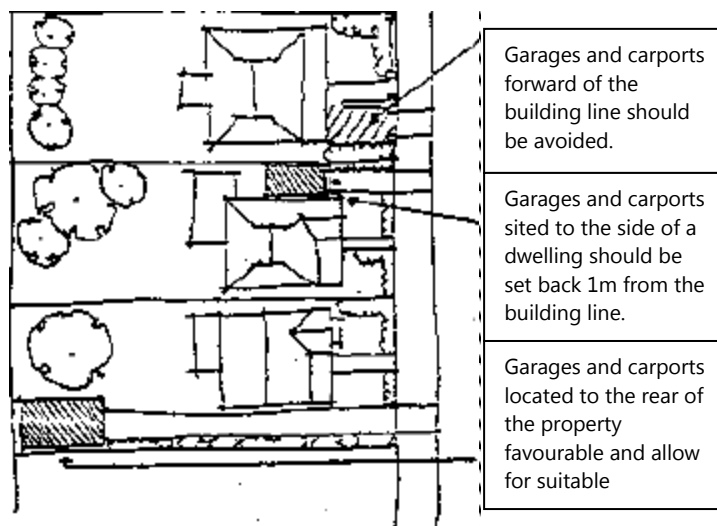 Garages and carports
forward of the
building line should
be avoided.
Garages and carports
sited to the side of a
dwelling should be
set back 1m from the
building line.
Garages and carports
located to the rear of
the property
favourable and allow
for suitable